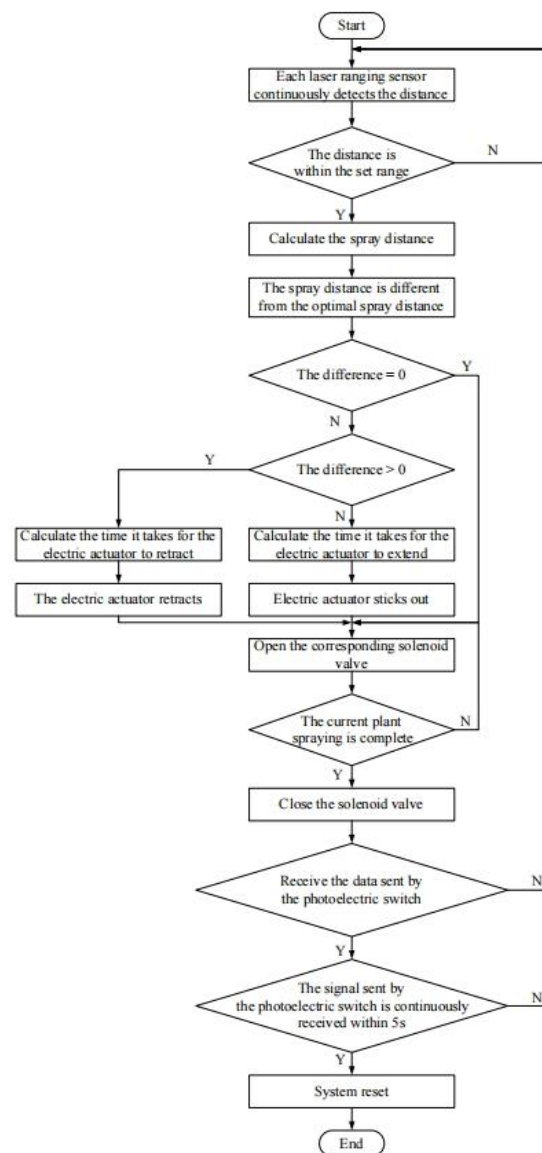 Start
Each laser ranging sensor
continuously detects the distance
The distance is
within the set range
N
Y
Calculate the spray distance
The spray distance is different
from the optimal spray distance
The difference = 0
Y
N
Y
The difference > 0
N
Calculate the time it takes for the
electric actuator to retract
Calculate the time it takes for the
electric actuator to extend
The electric actuator retracts
Electric actuator sticks out
Open the corresponding solenoid
valve
The current plant
spraying is complete
N
Y
Close the solenoid valve
Receive the data sent by
the photoelectric switch
N
Y
The signal sent by
the photoelectric switch is continuously
received within 5s
N
Y
System reset
End